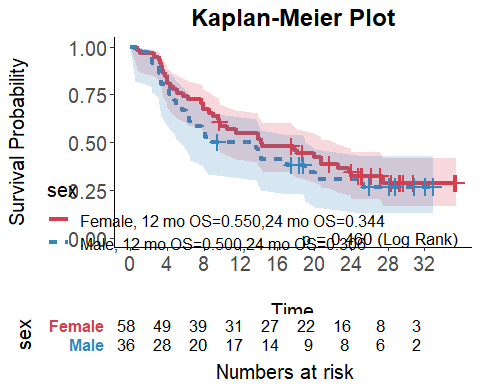 Kaplan-Meier Plot
Survival Probability
1.00
0.75
0.50
0.25
0.00
sex
Female, 12 mo OS=0.550,24 mo OS=0.344
Male, 12 mo OS=0.500,24 mo OS=0.306
p = 0.460 (Log Rank)
0 4 8 12 16 20 24 28 32
Time
sex
Female 58 49 39 31 27 22 16 8 3
Male 36 28 20 17 14 9 8 6 2
Numbers at risk